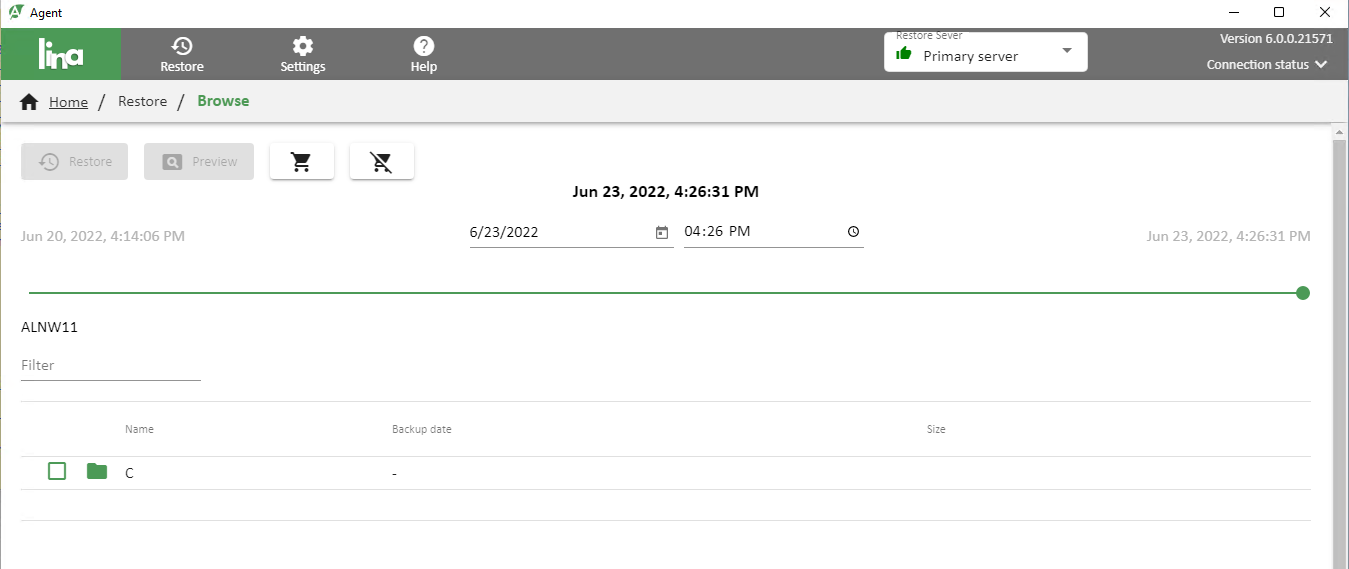 Agent
lina
Restore
Settings
Help
Restore Sever
Primary server
Version 6.0.0.21571
Connection status
Home / Restore / Browse
Restore
Preview
Jun 23, 2022, 4:26:31 PM
Jun 20, 2022, 4:14:06 PM
6/23/2022
04:26 PM
Jun 23, 2022, 4:26:31 PM
ALNW11
Filter
Name Backup date Size
C -